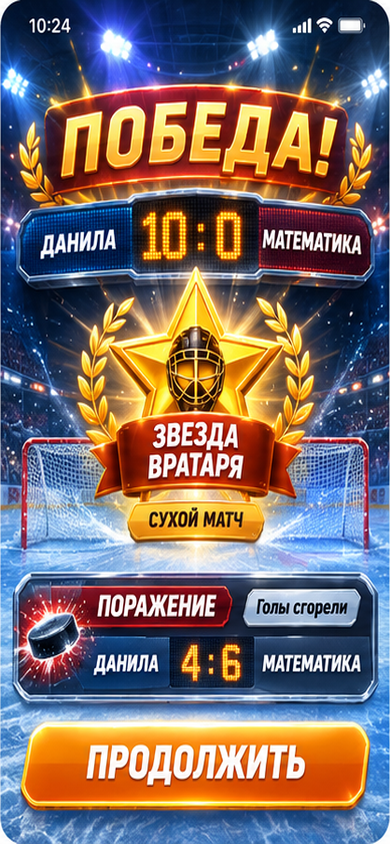 10:24
ПОБЕДА!
ДАНИЛА 10:0 МАТЕМАТИКА
ЗВЕЗДА
ВРАТАРЯ
СУХОЙ МАТЧ
ПОРАЖЕНИЕ Голы сгорели
ДАНИЛА 4:6 МАТЕМАТИКА
ПРОДОЛЖИТЬ